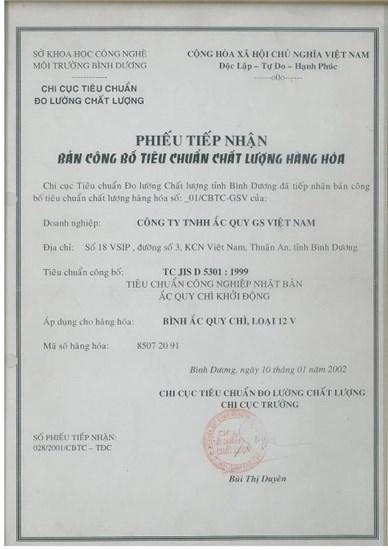 SỞ KHOA HỌC CÔNG NGHỆ
MÔI TRƯỜNG BÌNH DƯƠNG
-------------
CHI CỤC TIÊU CHUẨN
ĐO LƯỜNG CHẤT LƯỢNG
CỘNG HÒA XÃ HỘI CHỦ NGHĨA VIỆT NAM
Độc Lập – Tự Do – Hạnh Phúc
------o0o------
PHIẾU TIẾP NHẬN
BẢN CÔNG BỐ TIÊU CHUẨN CHẤT LƯỢNG HÀNG HÓA
Chi cục Tiêu chuẩn Đo lường Chất lượng tỉnh Bình Dương đã tiếp nhận bản công
bố tiêu chuẩn chất lượng hàng hóa số: _01/CBTC-GSV của:
Doanh nghiệp: CÔNG TY TNHH ẮC QUY GS VIỆT NAM
Địa chỉ: Số 18 VSIP , đường số 3, KCN Việt Nam, Thuận An, tỉnh Bình Dương
Tiêu chuẩn công bố: TC JIS D 5301 : 1999
TIÊU CHUẨN CÔNG NGHIỆP NHẬT BẢN
ẮC QUY CHÌ KHỞI ĐỘNG
Áp dụng cho hàng hóa: BÌNH ẮC QUY CHÌ, LOẠI 12 V
Mã số hàng hóa: 8507 20 91
Bình Dương, ngày 10 tháng 01 năm 2002
CHI CỤC TIÊU CHUẨN ĐO LƯỜNG CHẤT LƯỢNG
CHI CỤC TRƯỞNG
SỐ PHIẾU TIẾP NHẬN:
028/2001/CBTC – TĐC
Bùi Thị Duyên